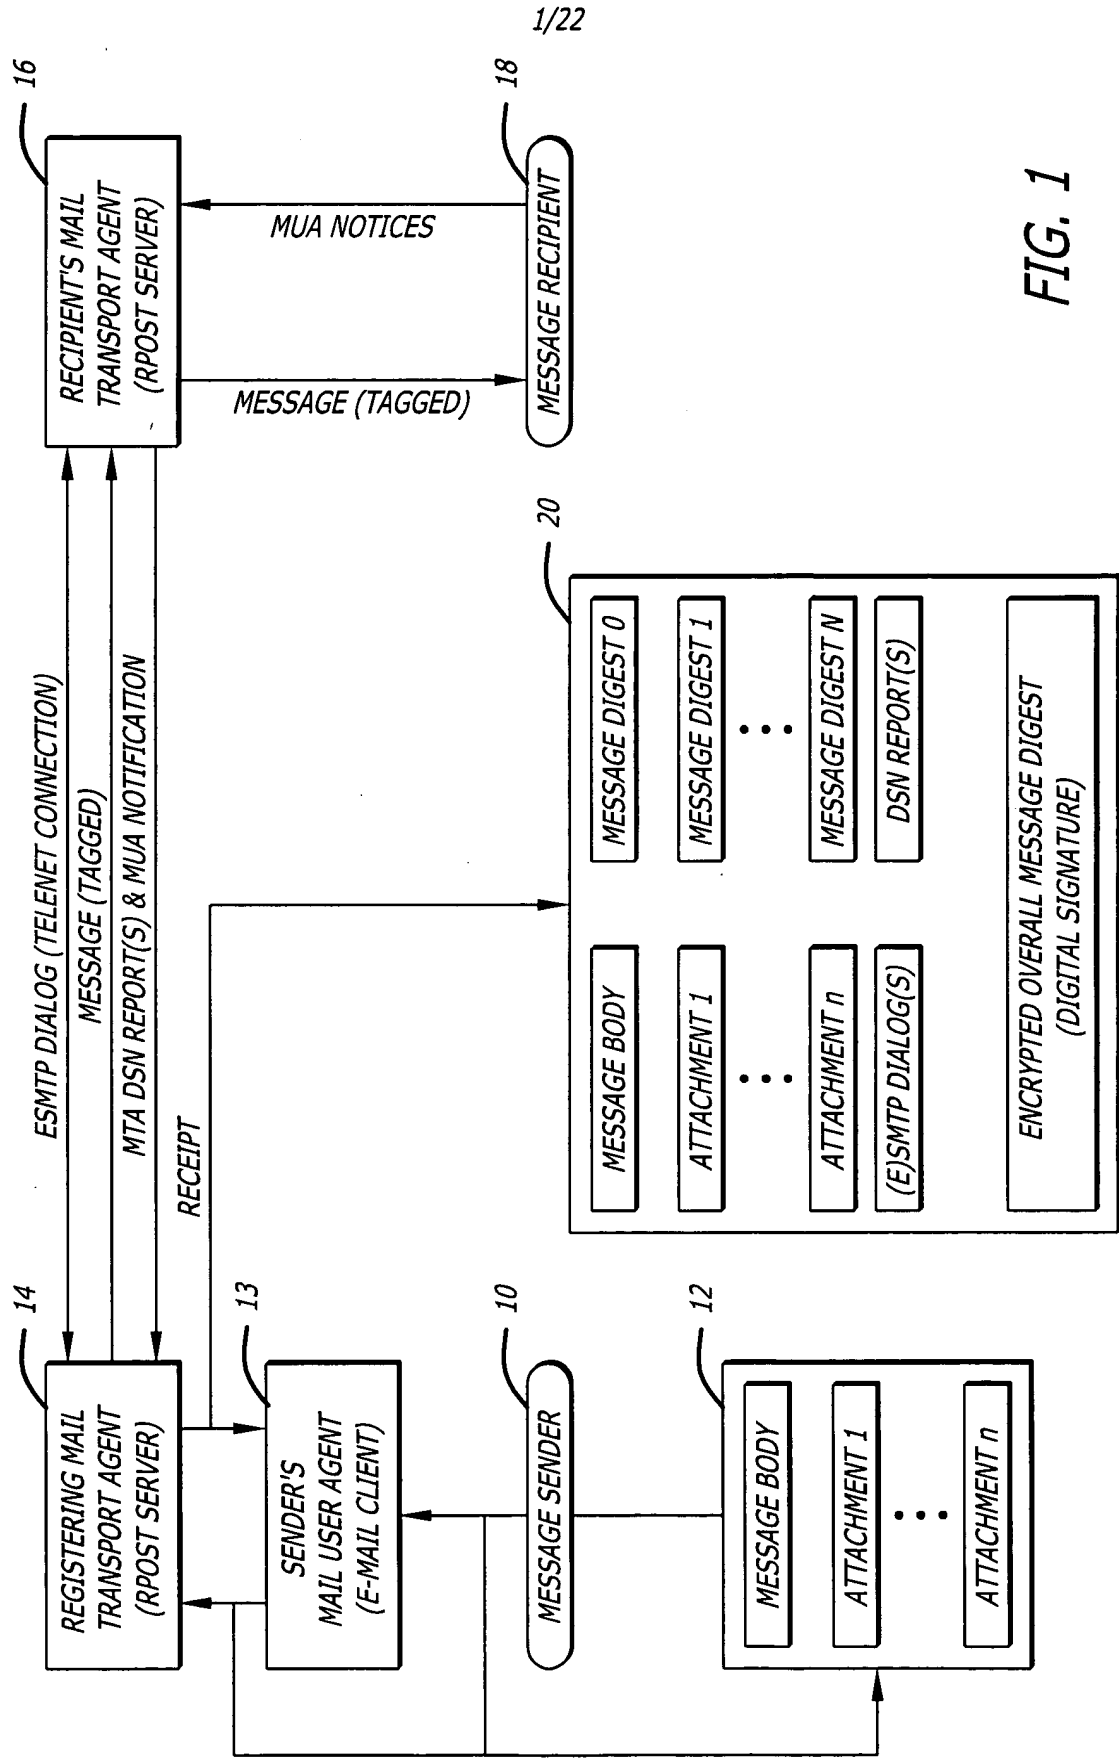 1/22
14
REGISTERING MAIL
TRANSPORT AGENT
(RPOST SERVER)
ESMTP DIALOG (TELENET CONNECTION)
MESSAGE (TAGGED)
MTA DSN REPORT(S) & MUA NOTIFICATION
16
RECIPIENT'S MAIL
TRANSPORT AGENT
(RPOST SERVER)
RECEIPT
13
SENDER'S
MAIL USER AGENT
(E-MAIL CLIENT)
MESSAGE (TAGGED)
MUA NOTICES
10
MESSAGE SENDER
18
MESSAGE RECIPIENT
12
MESSAGE BODY
ATTACHMENT 1
ATTACHMENT n
20
MESSAGE BODY
MESSAGE DIGEST 0
ATTACHMENT 1
MESSAGE DIGEST 1
ATTACHMENT n
MESSAGE DIGEST N
(E)SMTP DIALOG(S)
DSN REPORT(S)
ENCRYPTED OVERALL MESSAGE DIGEST
(DIGITAL SIGNATURE)
FIG. 1